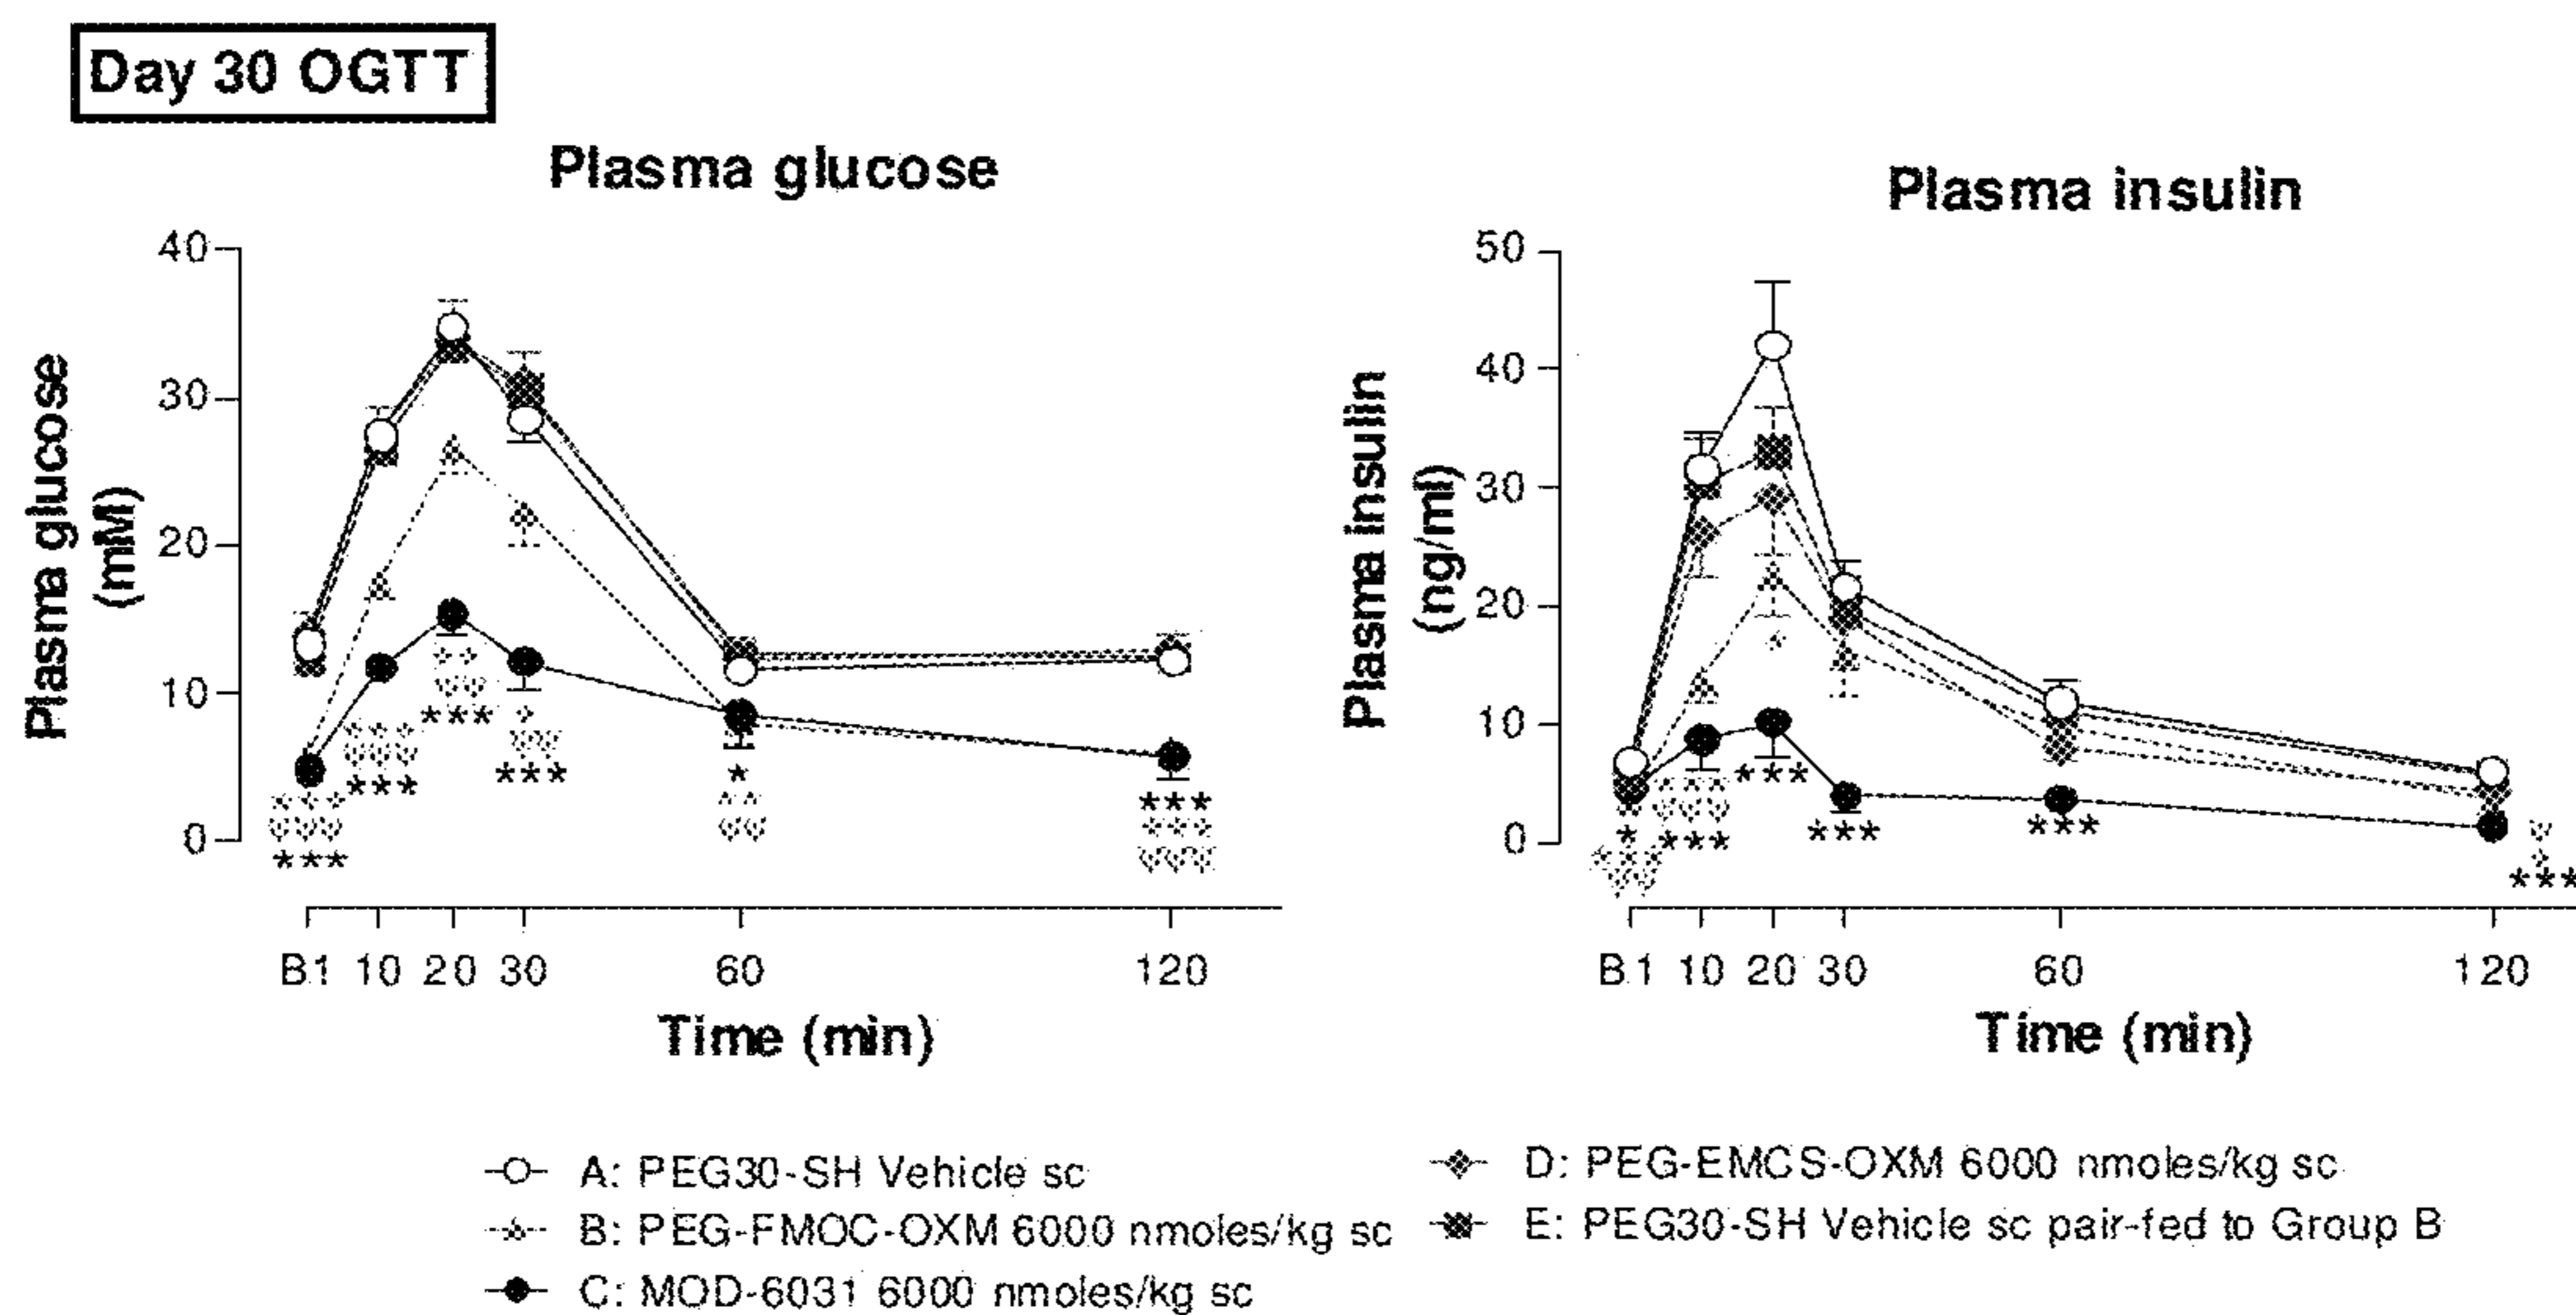 Day 30 OGTT
Plasma glucose
40
30
20
10
0
Plasma glucose
(mM)
***
***
***
***
*
***
B.1 10 20 30 60 120
Time (min)
Plasma insulin
50
40
30
20
10
0
Plasma insulin
(ng/ml)
*
***
***
***
***
***
B.1 10 20 30 60 120
Time (min)
A: PEG30-SH Vehicle sc
B: PEG-FMOC-OXM 6000 nmoles/kg sc
C: MOD-6031 6000 nmoles/kg sc
D: PEG-EMCS-OXM 6000 nmoles/kg sc
E: PEG30-SH Vehicle sc pair-fed to Group B